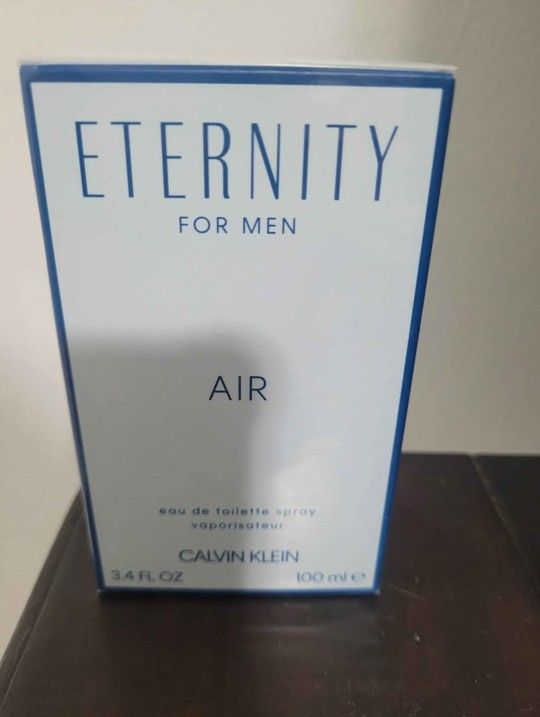 ETERNITY
FOR MEN
AIR
eau de toilette spray
vaporisateur
CALVIN KLEIN
3.4 FL OZ 100 ml ℮